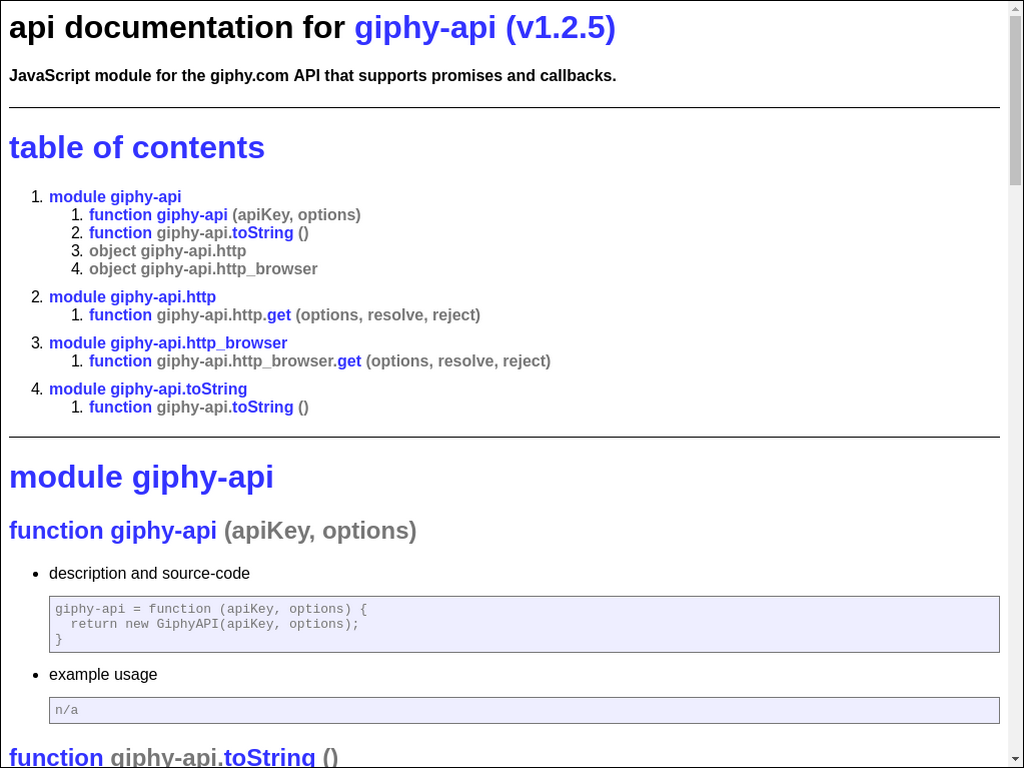 api documentation for giphy-api (v1.2.5)
JavaScript module for the giphy.com API that supports promises and callbacks.
table of contents
1. module giphy-api
1. function giphy-api (apiKey, options)
2. function giphy-api.toString ()
3. object giphy-api.http
4. object giphy-api.http_browser
2. module giphy-api.http
1. function giphy-api.http.get (options, resolve, reject)
3. module giphy-api.http_browser
1. function giphy-api.http_browser.get (options, resolve, reject)
4. module giphy-api.toString
1. function giphy-api.toString ()
module giphy-api
function giphy-api (apiKey, options)
• description and source-code
giphy-api = function (apiKey, options) {
  return new GiphyAPI(apiKey, options);
}
• example usage
n/a
function giphy-api.toString ()